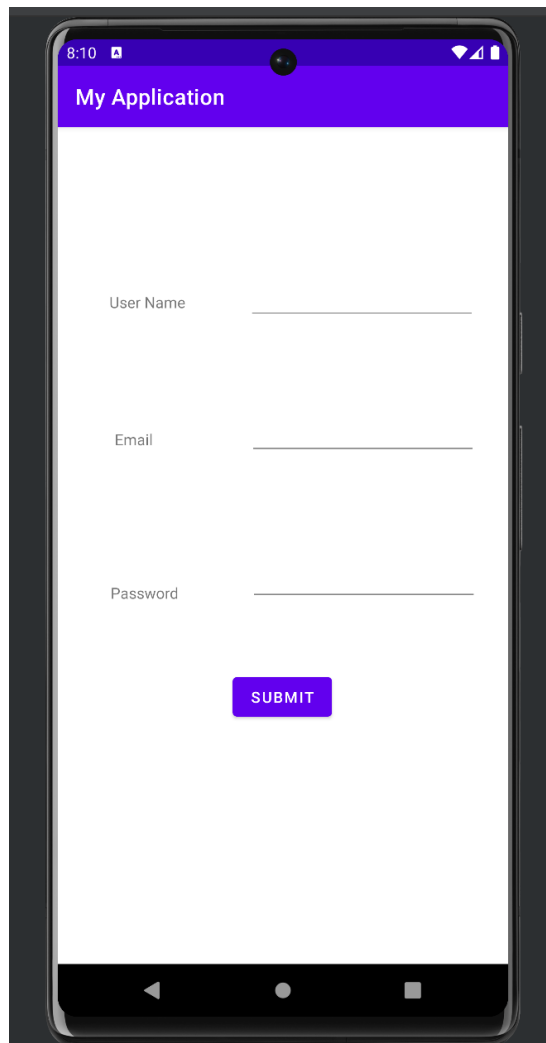 8:10 A
My Application
User Name
Email
Password
SUBMIT